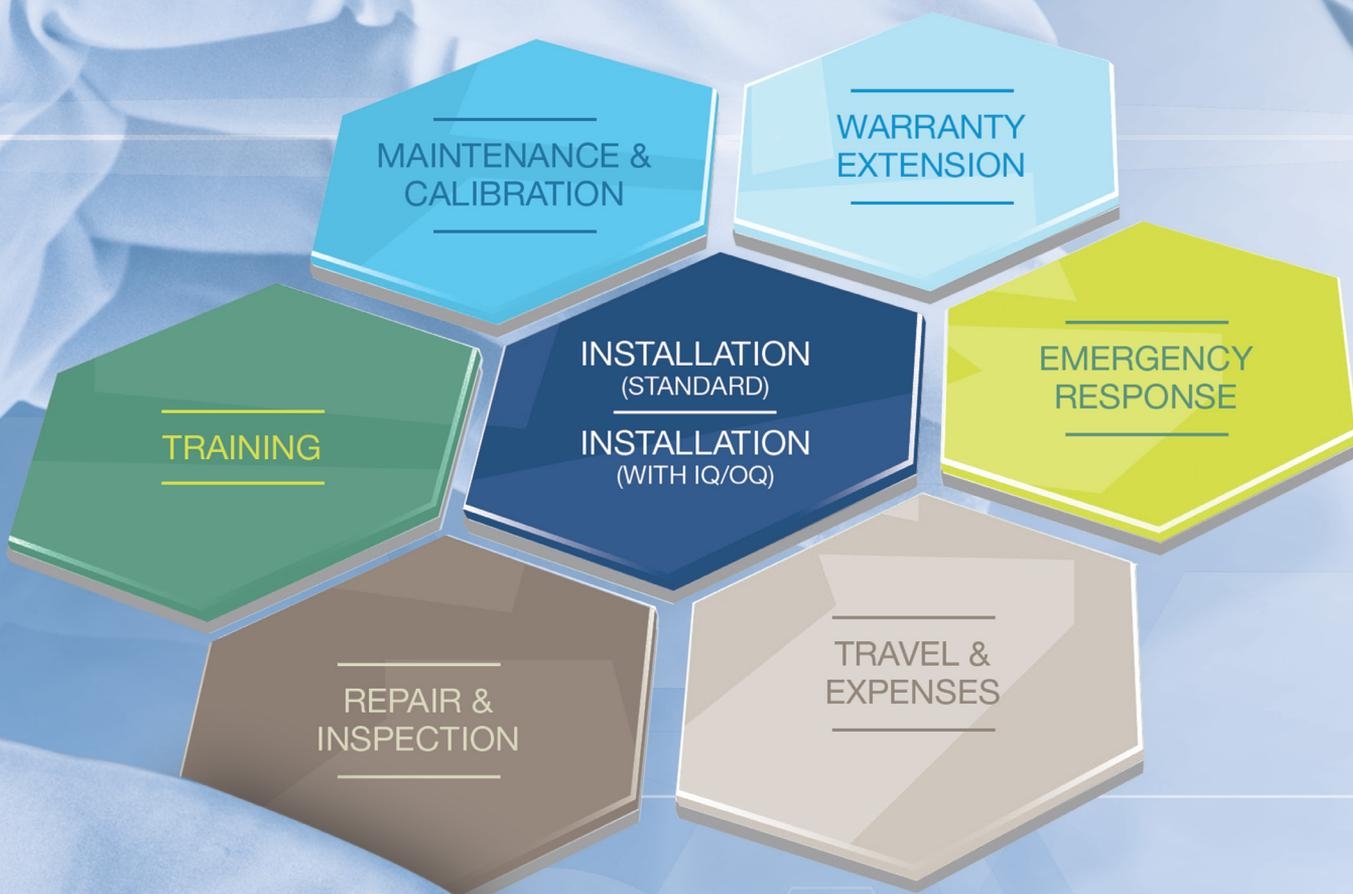 MAINTENANCE &
CALIBRATION
WARRANTY
EXTENSION
INSTALLATION
(STANDARD)
INSTALLATION
(WITH IQ/OQ)
EMERGENCY
RESPONSE
TRAINING
REPAIR &
INSPECTION
TRAVEL &
EXPENSES